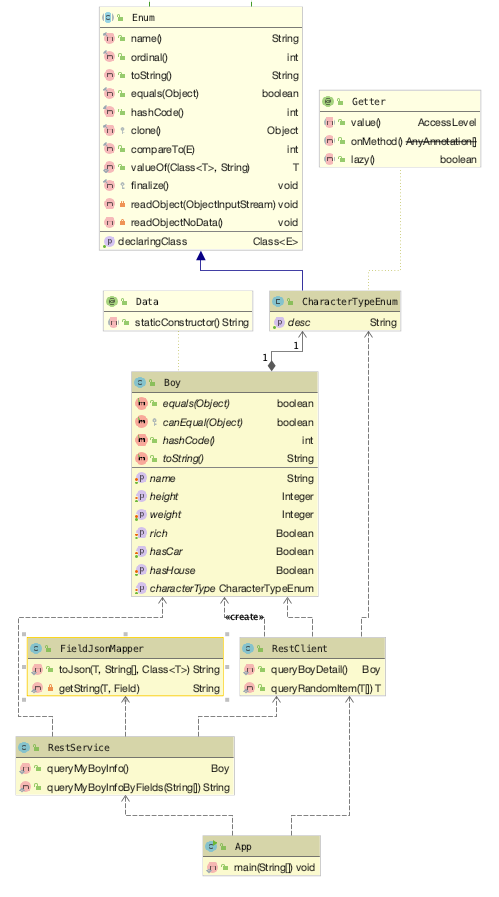 Enum
name() String
ordinal() int
toString() String
equals(Object) boolean
hashCode() int
clone() Object
compareTo(E) int
valueOf(Class<T>, String) T
finalize() void
readObject(ObjectInputStream) void
readObjectNoData() void
declaringClass Class<E>
Getter
value() AccessLevel
onMethod() AnyAnnotation[]
lazy() boolean
Data
staticConstructor() String
CharacterTypeEnum
desc String
1
1
Boy
equals(Object) boolean
canEqual(Object) boolean
hashCode() int
toString() String
name String
height Integer
weight Integer
rich Boolean
hasCar Boolean
hasHouse Boolean
characterType CharacterTypeEnum
«create»
FieldJsonMapper
toJson(T, String[], Class<T>) String
getString(T, Field) String
RestClient
queryBoyDetail() Boy
queryRandomItem(T[]) T
RestService
queryMyBoyInfo() Boy
queryMyBoyInfoByFields(String[]) String
App
main(String[]) void